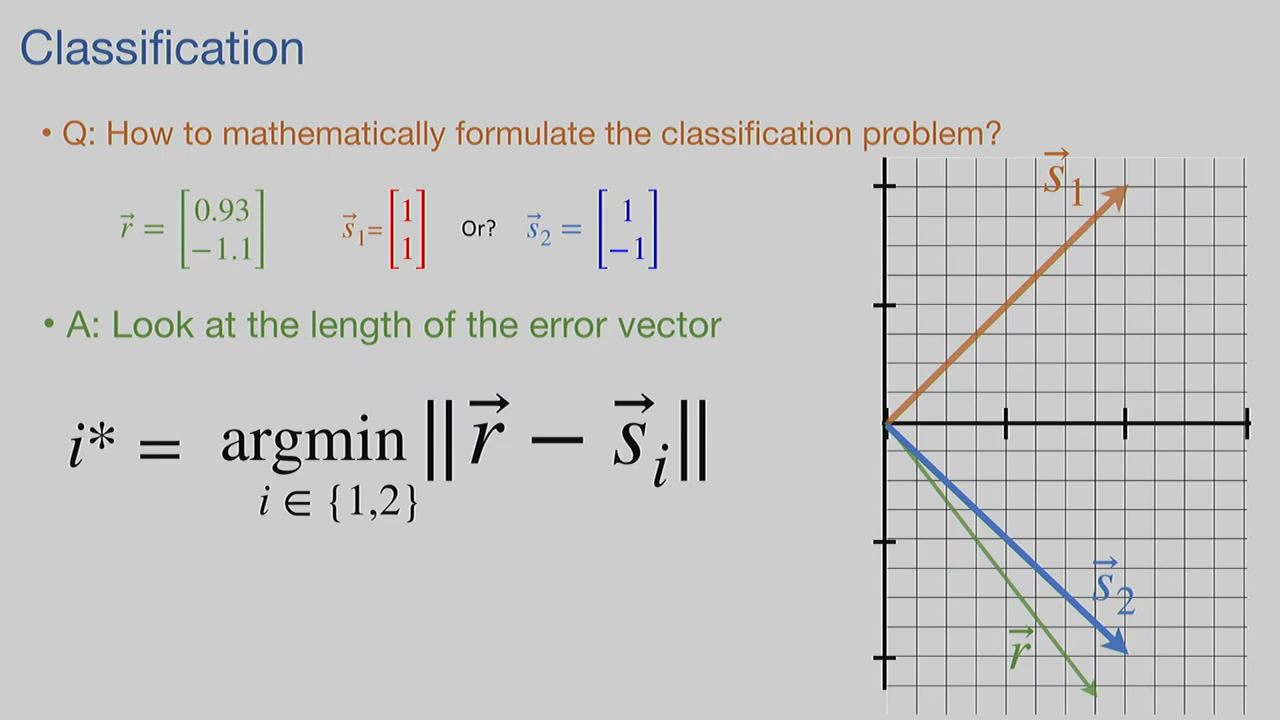 Classification
• Q: How to mathematically formulate the classification problem?
r⃗ = [0.93 −1.1] s⃗₁= [1 1] Or? s⃗₂ = [1 −1]
• A: Look at the length of the error vector
i* = argmin ||r⃗ − s⃗ᵢ||
i ∈ {1,2}
s⃗₁
s⃗₂
r⃗